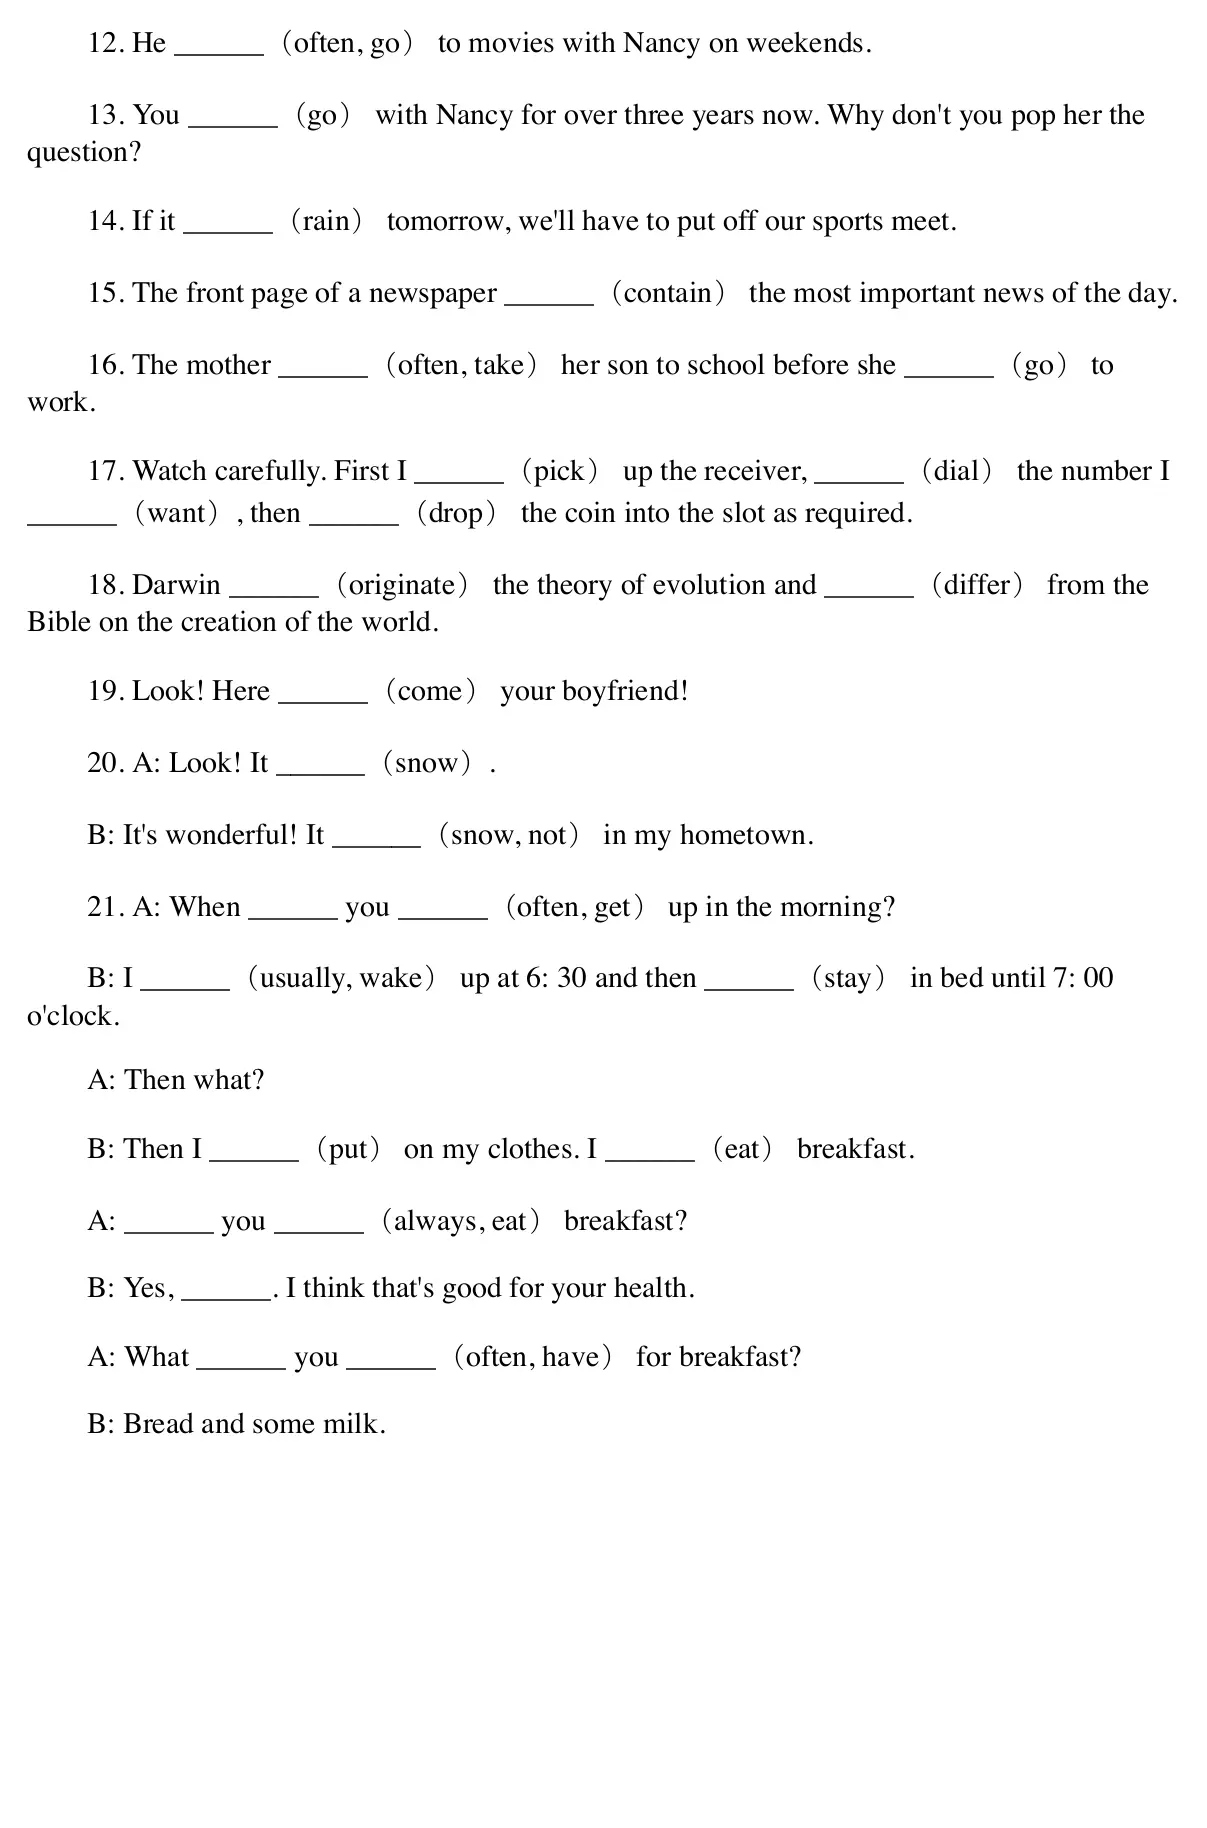 12. He ______（often, go） to movies with Nancy on weekends.
13. You ______（go） with Nancy for over three years now. Why don't you pop her the
question?
14. If it ______（rain） tomorrow, we'll have to put off our sports meet.
15. The front page of a newspaper ______（contain） the most important news of the day.
16. The mother ______（often, take） her son to school before she ______（go） to
work.
17. Watch carefully. First I ______（pick） up the receiver, ______（dial） the number I
______（want）, then ______（drop） the coin into the slot as required.
18. Darwin ______（originate） the theory of evolution and ______（differ） from the
Bible on the creation of the world.
19. Look! Here ______（come） your boyfriend!
20. A: Look! It ______（snow）.
B: It's wonderful! It ______（snow, not） in my hometown.
21. A: When ______ you ______（often, get） up in the morning?
B: I ______（usually, wake） up at 6: 30 and then ______（stay） in bed until 7: 00
o'clock.
A: Then what?
B: Then I ______（put） on my clothes. I ______（eat） breakfast.
A: ______ you ______（always, eat） breakfast?
B: Yes, ______. I think that's good for your health.
A: What ______ you ______（often, have） for breakfast?
B: Bread and some milk.